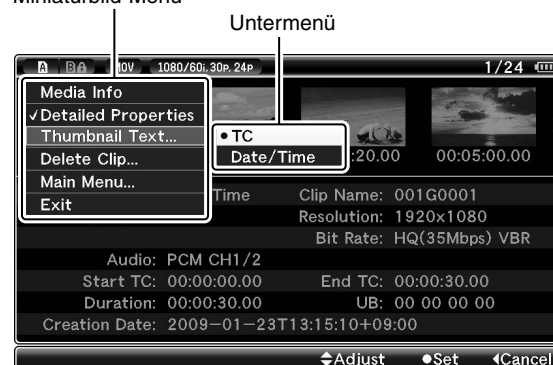 Miniaturbild-Menü
Untermenü
A B MOV 1080/60i, 30P, 24P 1/24
Media Info
✓Detailed Properties
Thumbnail Text...
Delete Clip...
Main Menu...
Exit
•TC
Date/Time
:20.00 00:05:00.00
Time Clip Name: 001G0001
Resolution: 1920x1080
Bit Rate: HQ(35Mbps) VBR
Audio: PCM CH1/2
Start TC: 00:00:00.00 End TC: 00:00:30.00
Duration: 00:00:30.00 UB: 00 00 00 00
Creation Date: 2009-01-23T13:15:10+09:00
Adjust ●Set Cancel